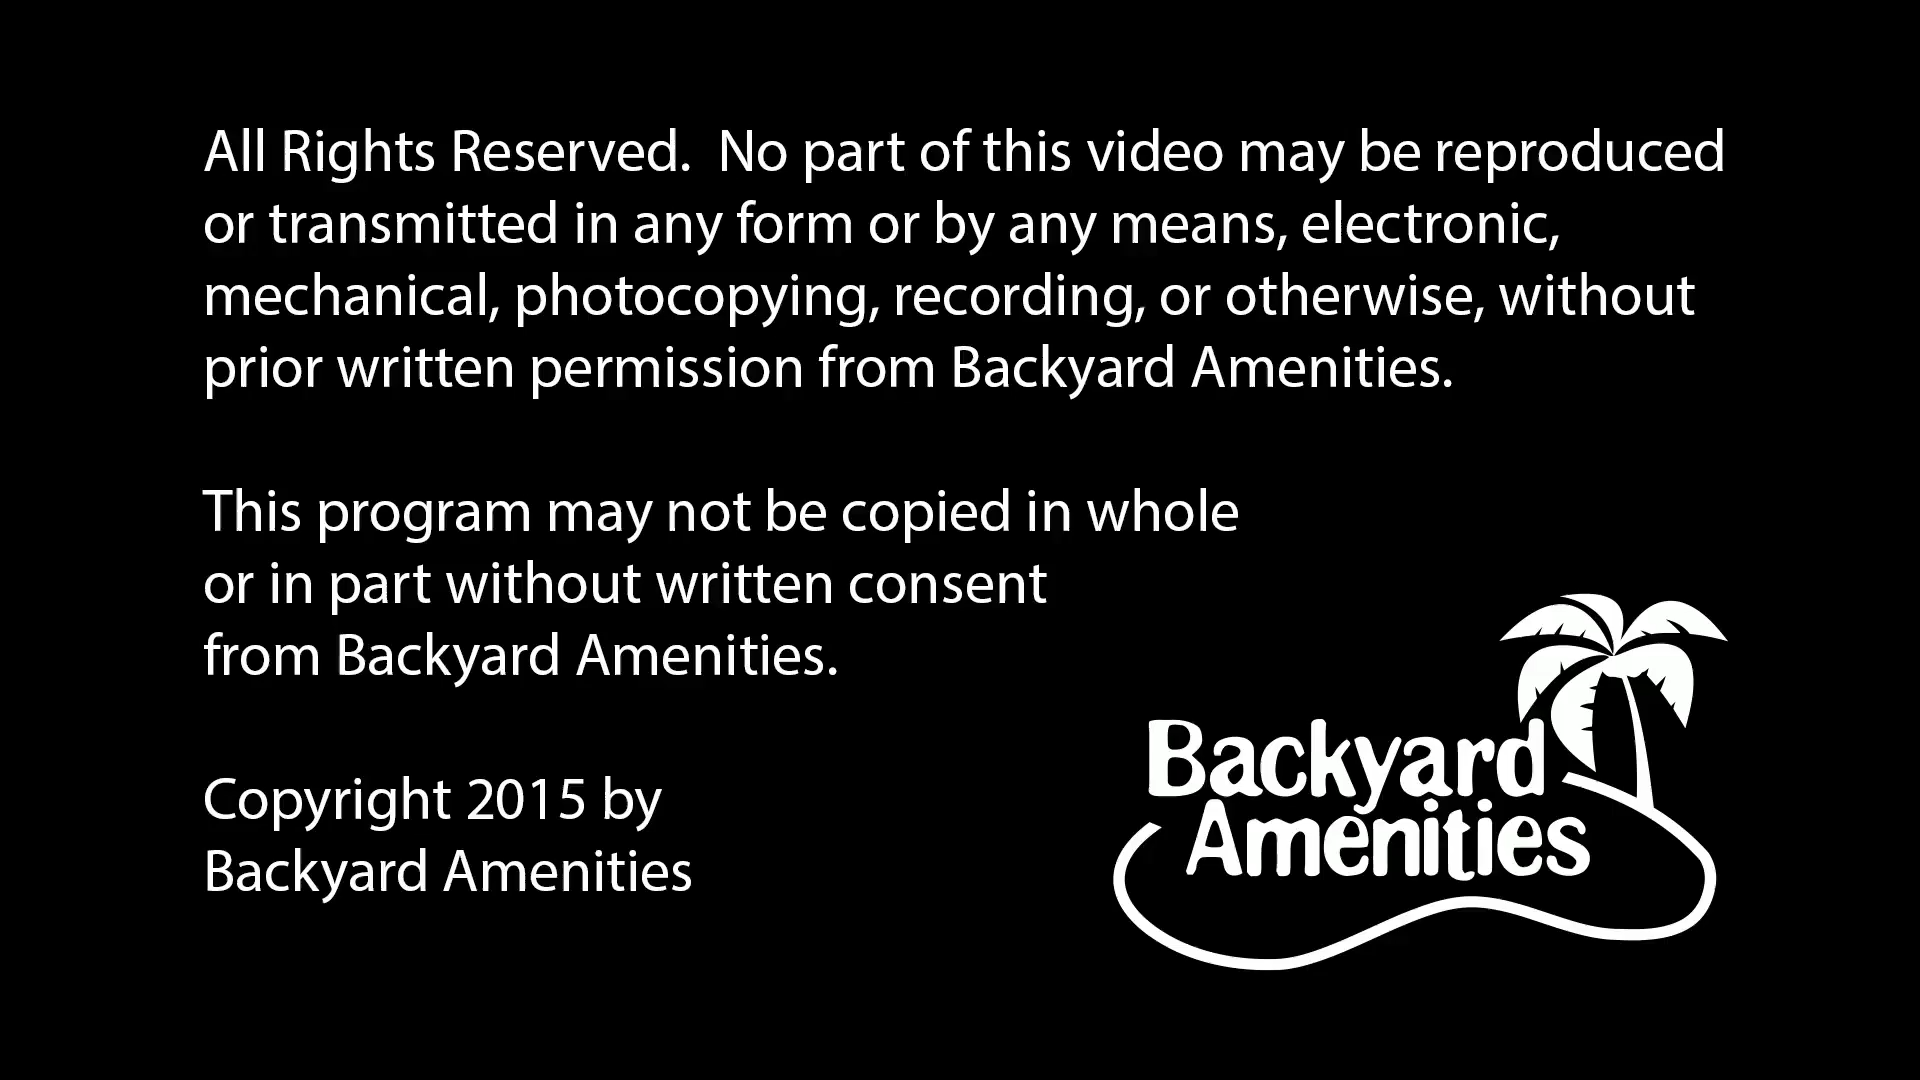 All Rights Reserved.  No part of this video may be reproduced
or transmitted in any form or by any means, electronic,
mechanical, photocopying, recording, or otherwise, without
prior written permission from Backyard Amenities.
This program may not be copied in whole
or in part without written consent
from Backyard Amenities.
Copyright 2015 by
Backyard Amenities
Backyard
Amenities